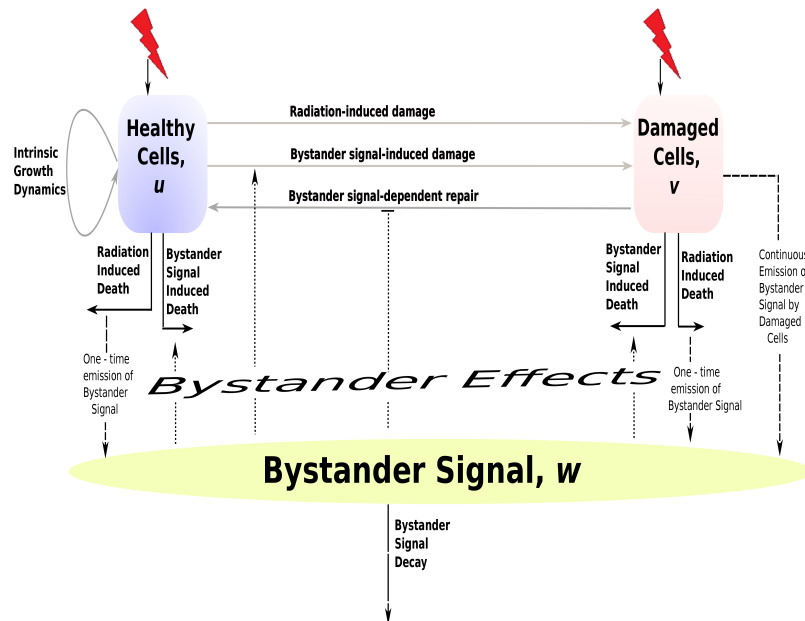 Healthy
Cells,
u
Damaged
Cells,
v
Radiation-induced damage
Bystander signal-induced damage
Bystander signal-dependent repair
Intrinsic
Growth
Dynamics
Radiation
Induced
Death
Bystander
Signal
Induced
Death
Bystander
Signal
Induced
Death
Radiation
Induced
Death
Continuous
Emission o
Bystander
Signal by
Damaged
Cells
One - time
emission of
Bystander
Signal
One - time
emission of
Bystander Signal
Bystander Effects
Bystander Signal, w
Bystander
Signal
Decay